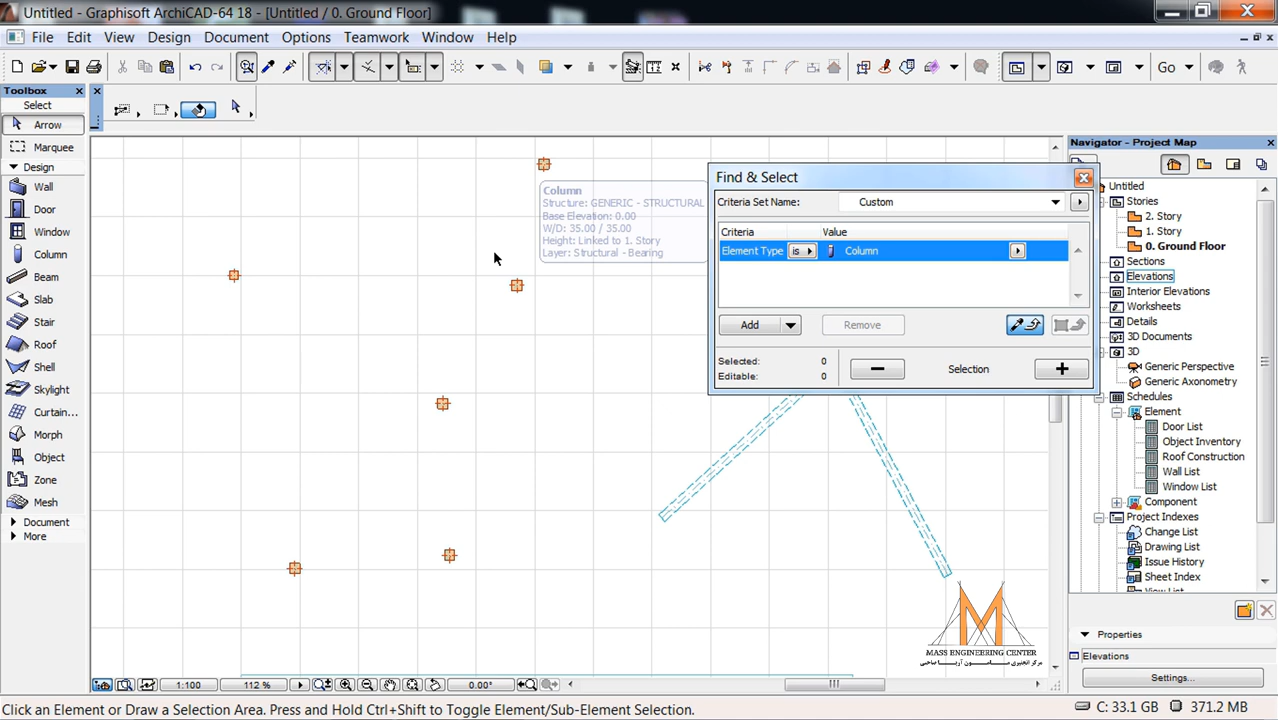 Untitled - Graphisoft ArchiCAD-64 18 - [Untitled / 0. Ground Floor]
File Edit View Design Document Options Teamwork Window Help
Go
Toolbox
Select
Arrow
Marquee
Design
Wall
Door
Window
Column
Beam
Slab
Stair
Roof
Shell
Skylight
Curtain...
Morph
Object
Zone
Mesh
Document
More
Column
Structure: GENERIC - STRUCTURAL
Base Elevation: 0.00
W/D: 35.00 / 35.00
Height: Linked to 1. Story
Layer: Structural - Bearing
Find & Select
Criteria Set Name: Custom
Criteria Value
Element Type is Column
Add Remove
Selected: 0
Editable: 0
Selection
Navigator - Project Map
Untitled
Stories
2. Story
1. Story
0. Ground Floor
Sections
Elevations
Interior Elevations
Worksheets
Details
3D Documents
3D
Generic Perspective
Generic Axonometry
Schedules
Element
Door List
Object Inventory
Roof Construction
Wall List
Window List
Component
Project Indexes
Change List
Drawing List
Issue History
Sheet Index
View List
Properties
Elevations
Settings...
MASS ENGINEERING CENTER
1:100 112 % 0.00°
Click an Element or Draw a Selection Area. Press and Hold Ctrl+Shift to Toggle Element/Sub-Element Selection.
C: 33.1 GB 371.2 MB